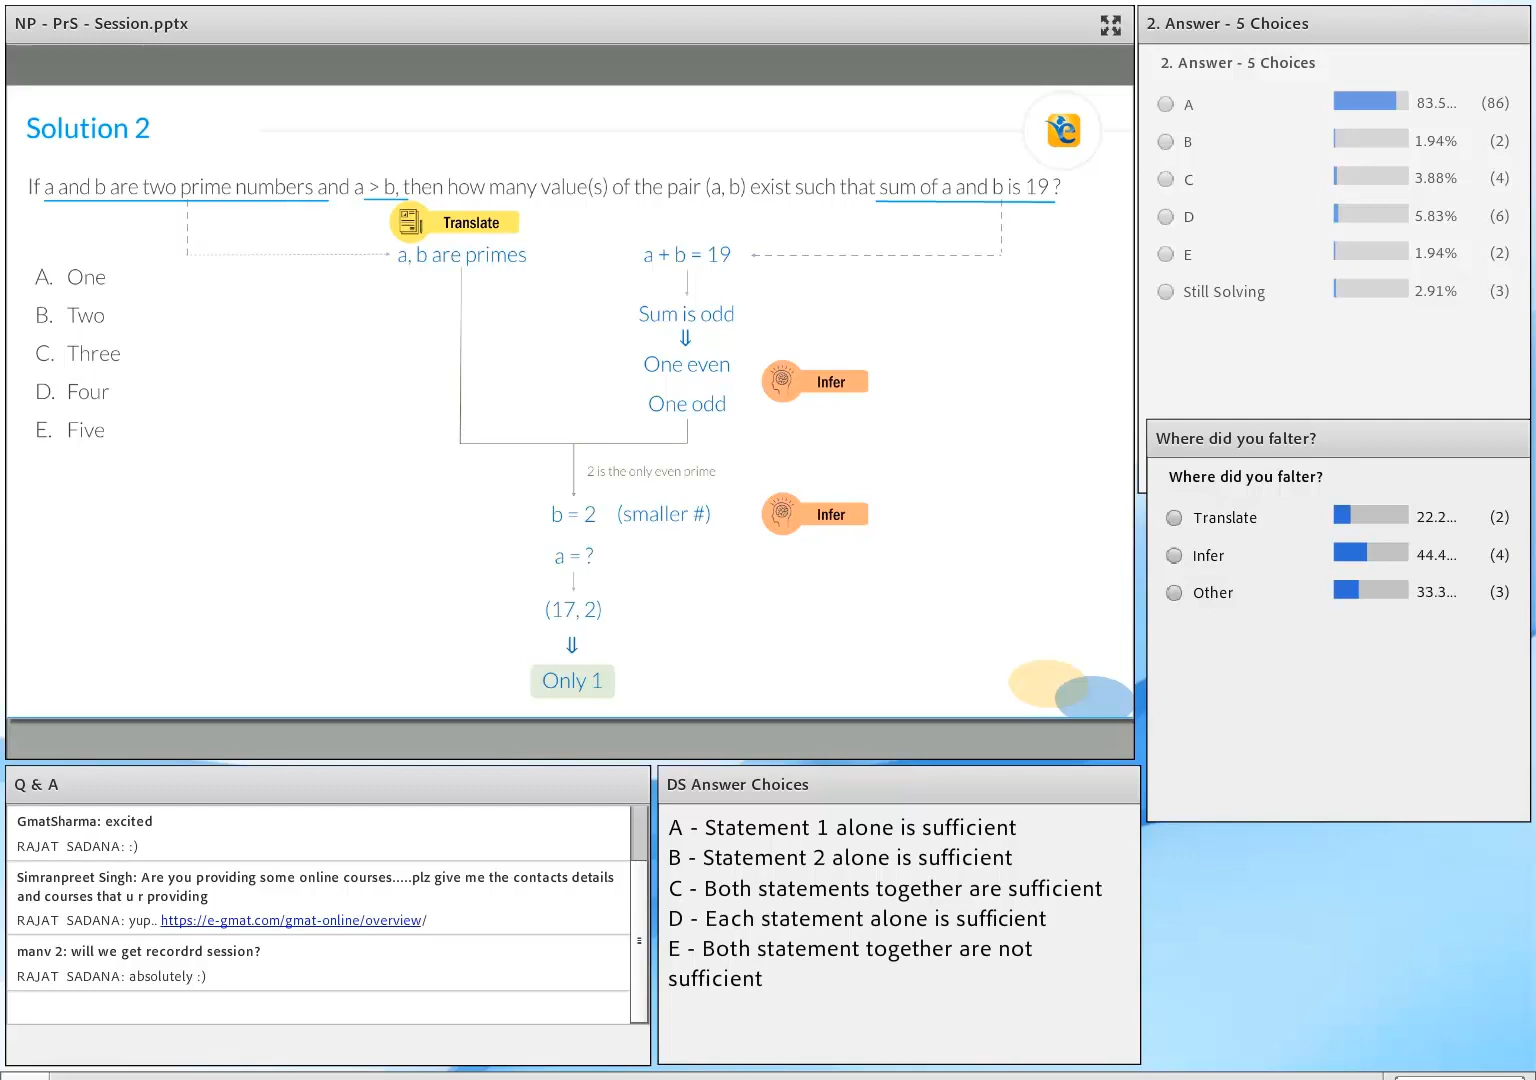 NP - PrS - Session.pptx
Solution 2
If a and b are two prime numbers and a > b, then how many value(s) of the pair (a, b) exist such that sum of a and b is 19 ?
Translate
a, b are primes
a + b = 19
A. One
B. Two
C. Three
D. Four
E. Five
Sum is odd
⇓
One even
One odd
Infer
2 is the only even prime
b = 2 (smaller #)
Infer
a = ?
(17, 2)
⇓
Only 1
2. Answer - 5 Choices
2. Answer - 5 Choices
A 83.5... (86)
B 1.94% (2)
C 3.88% (4)
D 5.83% (6)
E 1.94% (2)
Still Solving 2.91% (3)
Where did you falter?
Where did you falter?
Translate 22.2... (2)
Infer 44.4... (4)
Other 33.3... (3)
Q & A
GmatSharma: excited
RAJAT SADANA: :)
Simranpreet Singh: Are you providing some online courses.....plz give me the contacts details
and courses that u r providing
RAJAT SADANA: yup.. https://e-gmat.com/gmat-online/overview/
manv 2: will we get recordrd session?
RAJAT SADANA: absolutely :)
DS Answer Choices
A - Statement 1 alone is sufficient
B - Statement 2 alone is sufficient
C - Both statements together are sufficient
D - Each statement alone is sufficient
E - Both statement together are not
sufficient